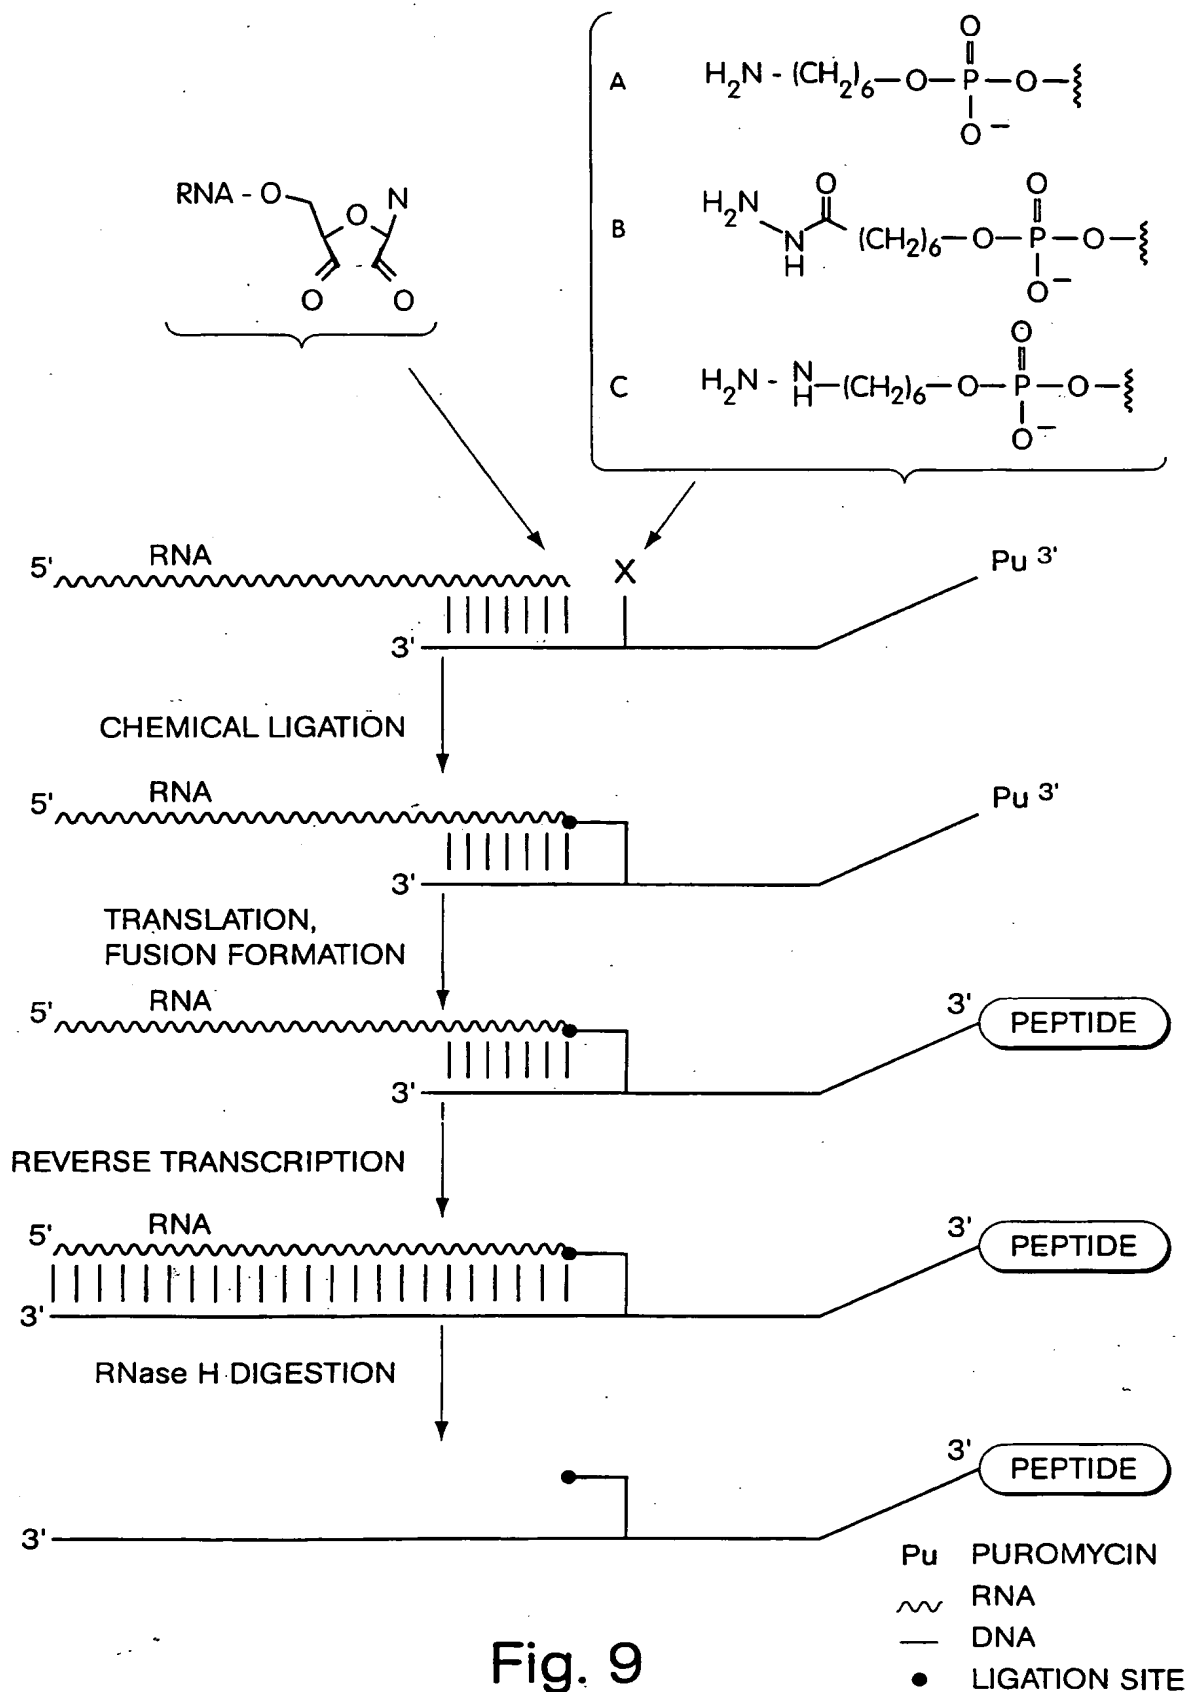 A H₂N - (CH₂)₆—O—P—O—
O
O⁻
RNA - O
O
N
O
O
B H₂N
N
H
O
(CH₂)₆—O—P—O—
O
O⁻
C H₂N - N—(CH₂)₆—O—P—O—
H
O
O⁻
5' RNA X Pu 3'
3'
CHEMICAL LIGATION
5' RNA Pu 3'
3'
TRANSLATION,
FUSION FORMATION
5' RNA 3' PEPTIDE
3'
REVERSE TRANSCRIPTION
5' RNA 3' PEPTIDE
3'
RNase H DIGESTION
3' PEPTIDE
3'
Pu PUROMYCIN
RNA
DNA
LIGATION SITE
Fig. 9